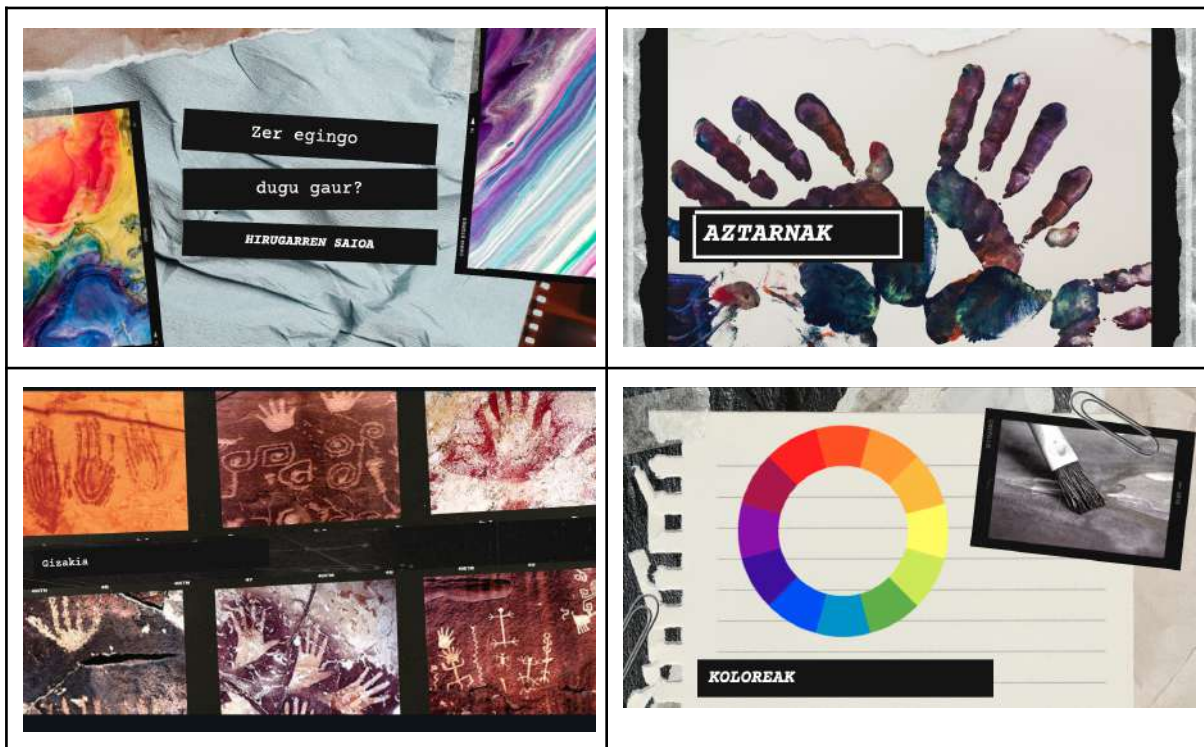 Zer egingo
dugu gaur?
HIRUGARREN SAIOA
AZTARNAK
Gizakia
KOLOREAK